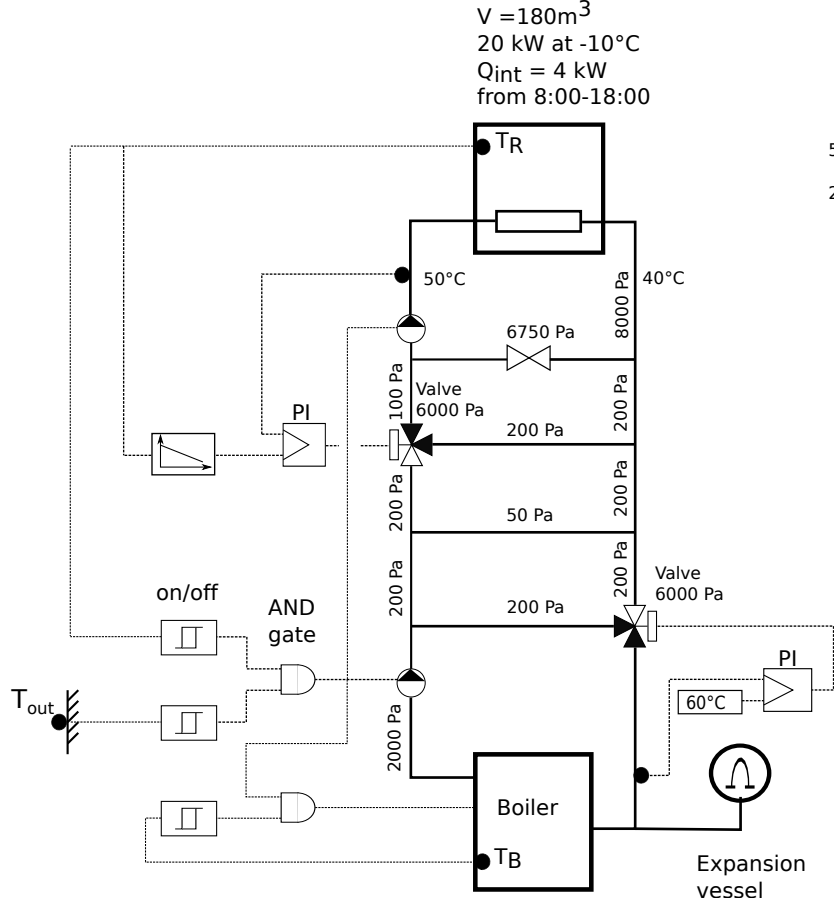 V =180m³
20 kW at -10°C
Qint = 4 kW
from 8:00-18:00
TR
5
2
50°C
40°C
8000 Pa
6750 Pa
100 Pa
Valve
6000 Pa
200 Pa
PI
200 Pa
200 Pa
200 Pa
50 Pa
200 Pa
200 Pa
Valve
6000 Pa
on/off
AND
gate
200 Pa
PI
60°C
Tout
2000 Pa
Boiler
TB
Expansion
vessel